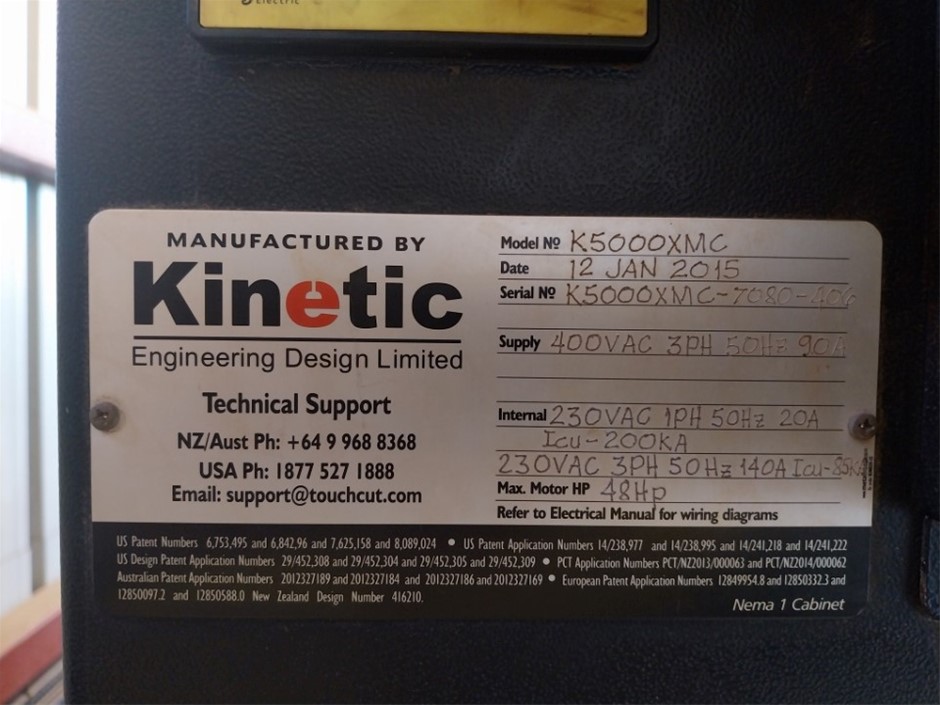 Electric
MANUFACTURED BY
Kinetic
Engineering Design Limited
Technical Support
NZ/Aust Ph: +64 9 968 8368
USA Ph: 1877 527 1888
Email: support@touchcut.com
Model Nº K5000XMC
Date 12 JAN 2015
Serial Nº K5000XMC-7080-406
Supply 400VAC 3PH 50Hz 90A
Internal 230VAC 1PH 50Hz 20A
Icu-200KA
230VAC 3PH 50Hz 140A Icu-85KA
Max. Motor HP 48Hp
Refer to Electrical Manual for wiring diagrams
US Patent Numbers 6,753,495 and 6,842,96 and 7,625,158 and 8,089,024 • US Patent Application Numbers 14/238,977 and 14/238,995 and 14/241,218 and 14/241,222
US Design Patent Application Numbers 29/452,308 and 29/452,304 and 29/452,305 and 29/452,309 • PCT Application Numbers PCT/NZ2013/000063 and PCT/NZ2014/000062
Australian Patent Application Numbers 2012327189 and 2012327184 and 2012327186 and 2012327169 • European Patent Application Numbers 12849954.8 and 12850332.3 and
12850097.2 and 12850588.0 New Zealand Design Number 416210.
Nema 1 Cabinet